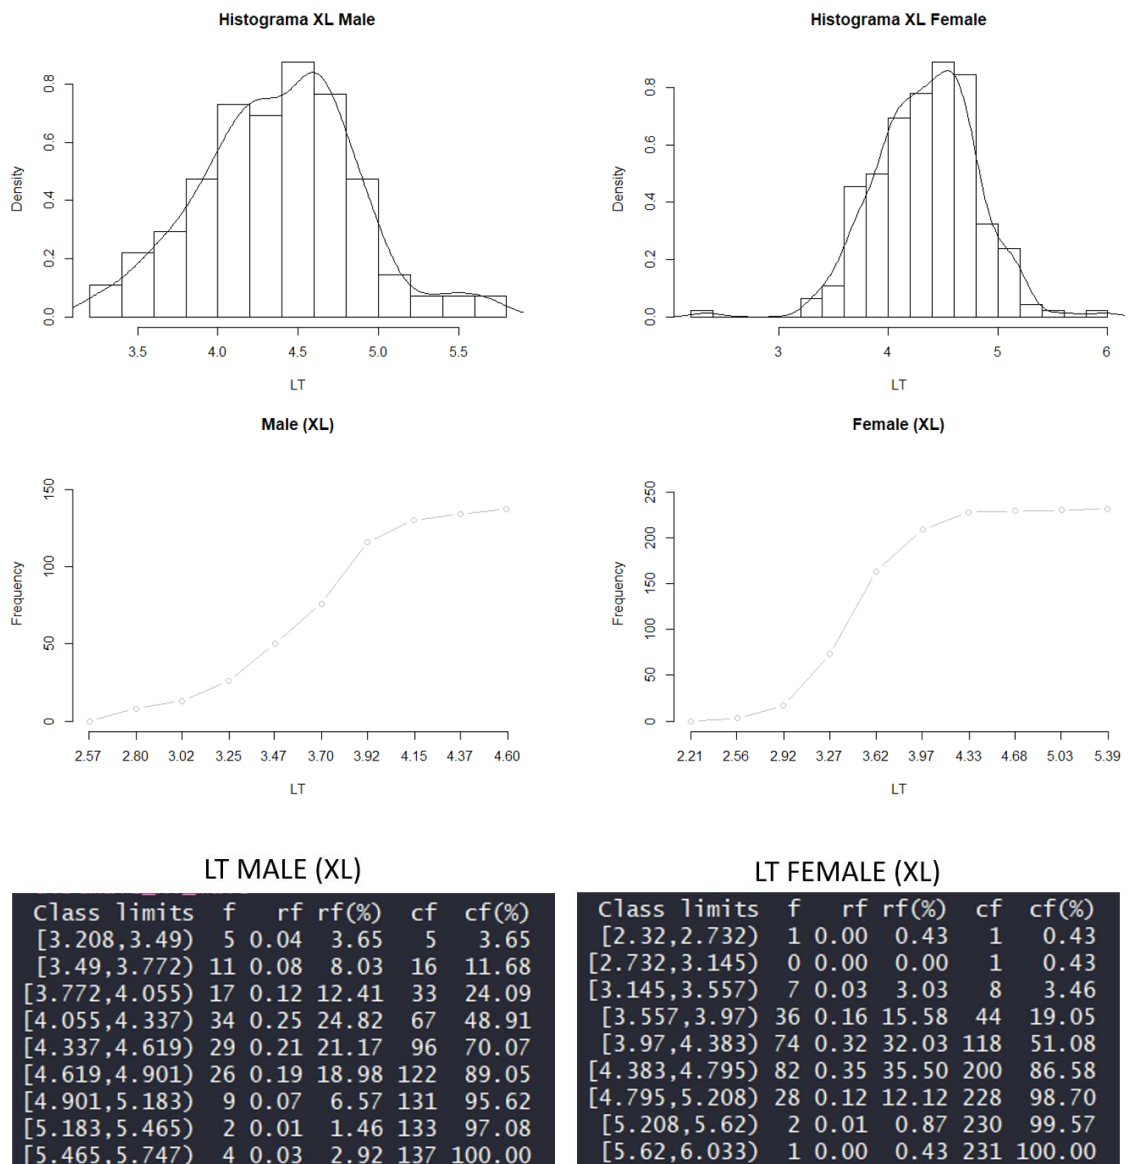 Histograma XL Male
Density
0.0 0.2 0.4 0.6 0.8
3.5 4.0 4.5 5.0 5.5
LT
Histograma XL Female
Density
0.0 0.2 0.4 0.6 0.8
3 4 5 6
LT
Male (XL)
Frequency
0 50 100 150
2.57 2.80 3.02 3.25 3.47 3.70 3.92 4.15 4.37 4.60
LT
Female (XL)
Frequency
0 50 100 150 200 250
2.21 2.56 2.92 3.27 3.62 3.97 4.33 4.68 5.03 5.39
LT
LT MALE (XL)
Class limits f rf rf(%) cf cf(%)
[3.208,3.49) 5 0.04 3.65 5 3.65
[3.49,3.772) 11 0.08 8.03 16 11.68
[3.772,4.055) 17 0.12 12.41 33 24.09
[4.055,4.337) 34 0.25 24.82 67 48.91
[4.337,4.619) 29 0.21 21.17 96 70.07
[4.619,4.901) 26 0.19 18.98 122 89.05
[4.901,5.183) 9 0.07 6.57 131 95.62
[5.183,5.465) 2 0.01 1.46 133 97.08
[5.465,5.747) 4 0.03 2.92 137 100.00
LT FEMALE (XL)
Class limits f rf rf(%) cf cf(%)
[2.32,2.732) 1 0.00 0.43 1 0.43
[2.732,3.145) 0 0.00 0.00 1 0.43
[3.145,3.557) 7 0.03 3.03 8 3.46
[3.557,3.97) 36 0.16 15.58 44 19.05
[3.97,4.383) 74 0.32 32.03 118 51.08
[4.383,4.795) 82 0.35 35.50 200 86.58
[4.795,5.208) 28 0.12 12.12 228 98.70
[5.208,5.62) 2 0.01 0.87 230 99.57
[5.62,6.033) 1 0.00 0.43 231 100.00